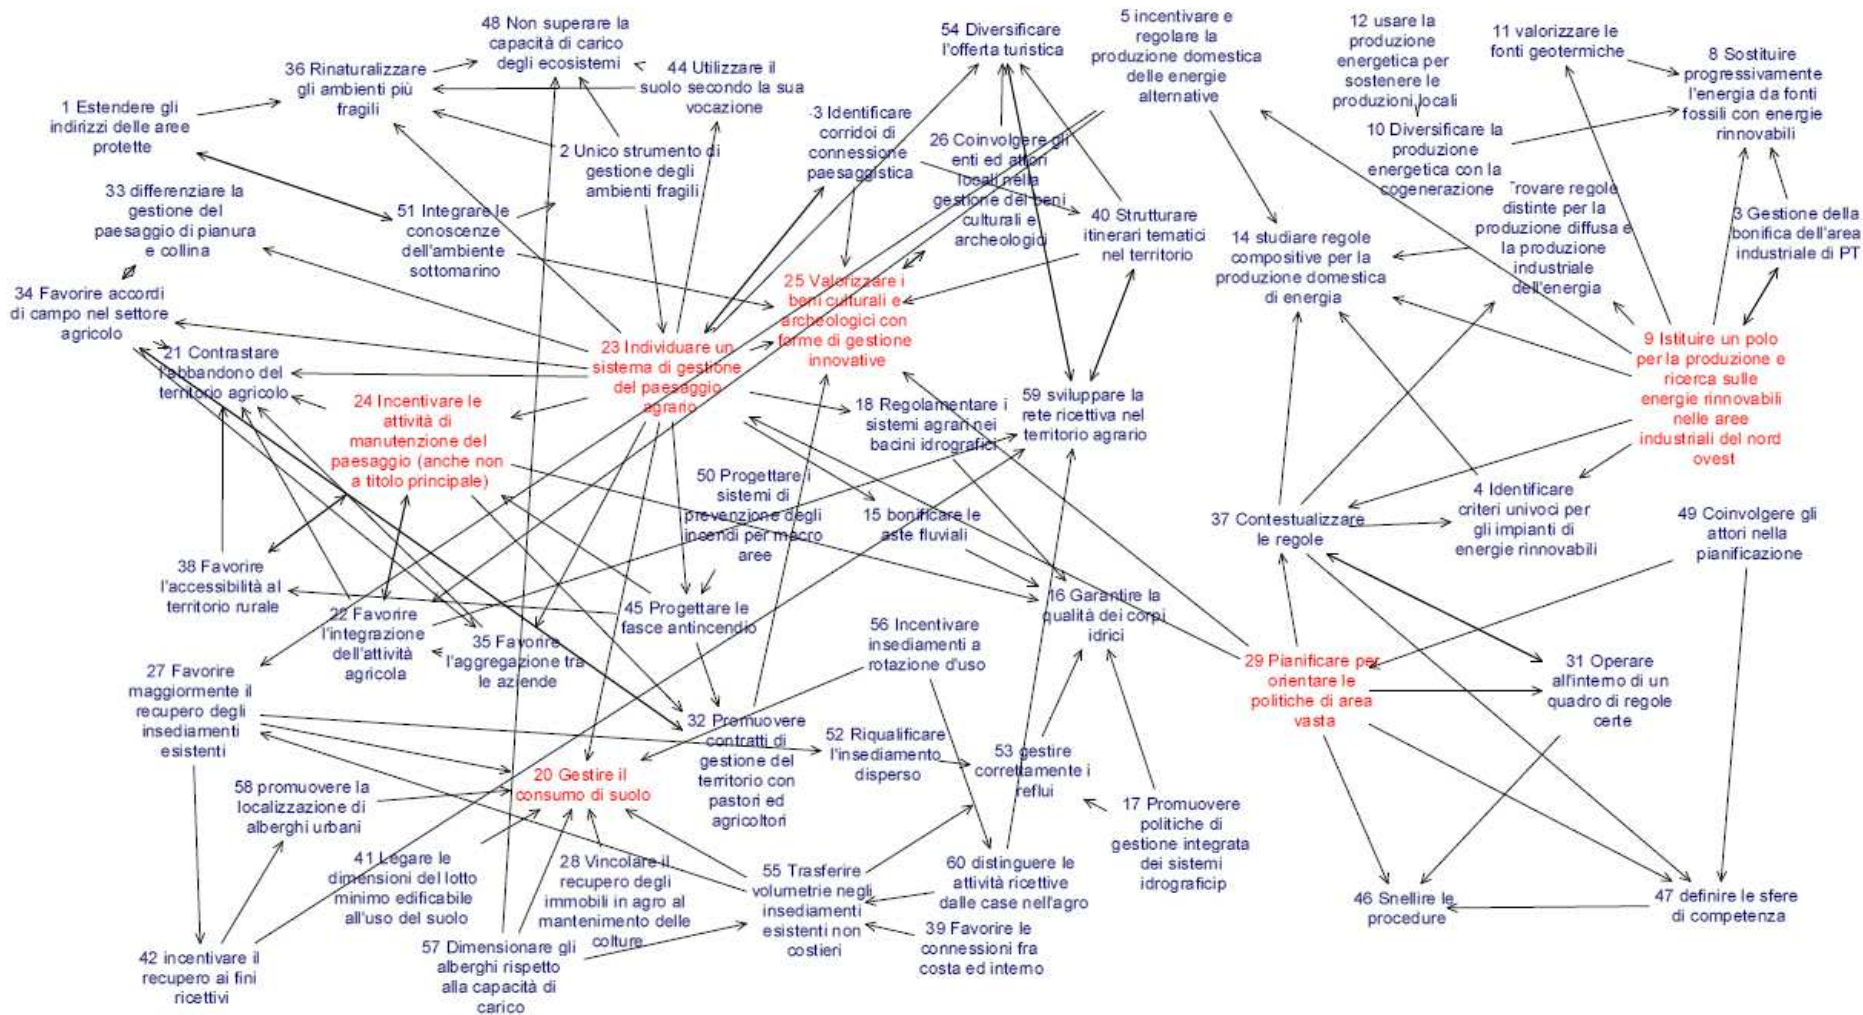 48 Non superare la
capacità di carico
degli ecosistemi
36 Rinaturalizzare
gli ambienti più
fragili
44 Utilizzare il
suolo secondo la sua
vocazione
1 Estendere gli
indirizzi delle aree
protette
2 Unico strumento di
gestione degli
ambienti fragili
33 differenziare la
gestione del
paesaggio di pianura
e collina
51 Integrare le
conoscenze
dell'ambiente
sottomarino
34 Favorire accordi
di campo nel settore
agricolo
21 Contrastare
l'abbandono del
territorio agricolo
24 Incentivare le
attività di
manutenzione del
paesaggio (anche non
a titolo principale)
23 Individuare un
sistema di gestione
del paesaggio
agrario
54 Diversificare
l'offerta turistica
3 Identificare
corridoi di
connessione
paesaggistica
26 Coinvolgere gli
enti ed attori
locali nella
gestione dei beni
culturali e
archeologici
25 Valorizzare i
beni culturali e
archeologici con
forme di gestione
innovative
40 Strutturare
itinerari tematici
nel territorio
5 incentivare e
regolare la
produzione domestica
delle energie
alternative
12 usare la
produzione
energetica per
sostenere le
produzioni locali
11 valorizzare le
fonti geotermiche
8 Sostituire
progressivamente
l'energia da fonti
fossili con energie
rinnovabili
10 Diversificare la
produzione
energetica con la
cogenerazione
Trovare regole
distinte per la
produzione diffusa e
la produzione
industriale
dell'energia
3 Gestione della
bonifica dell'area
industriale di PT
14 studiare regole
compositive per la
produzione domestica
di energia
9 Istituire un polo
per la produzione e
ricerca sulle
energie rinnovabili
nelle aree
industriali del nord
ovest
18 Regolamentare i
sistemi agrari nei
bacini idrografici
59 sviluppare la
rete ricettiva nel
territorio agrario
50 Progettare i
sistemi di
prevenzione degli
incendi per macro
aree
15 bonificare le
aste fluviali
37 Contestualizzare
le regole
4 Identificare
criteri univoci per
gli impianti di
energie rinnovabili
49 Coinvolgere gli
attori nella
pianificazione
38 Favorire
l'accessibilità al
territorio rurale
22 Favorire
l'integrazione
dell'attività
agricola
35 Favorire
l'aggregazione tra
le aziende
45 Progettare le
fasce antincendio
56 Incentivare
insediamenti a
rotazione d'uso
16 Garantire la
qualità dei corpi
idrici
29 Pianificare per
orientare le
politiche di area
vasta
31 Operare
all'interno di un
quadro di regole
certe
27 Favorire
maggiormente il
recupero degli
insediamenti
esistenti
32 Promuovere
contratti di
gestione del
territorio con
pastori ed
agricoltori
52 Riqualificare
l'insediamento
disperso
53 gestire
correttamente i
reflui
20 Gestire il
consumo di suolo
58 promuovere la
localizzazione di
alberghi urbani
17 Promuovere
politiche di
gestione integrata
dei sistemi
idrograficip
41 Legare le
dimensioni del lotto
minimo edificabile
all'uso del suolo
28 Vincolare il
recupero degli
immobili in agro al
mantenimento delle
colture
55 Trasferire
volumetrie negli
insediamenti
esistenti non
costieri
60 distinguere le
attività ricettive
dalle case nell'agro
46 Snellire le
procedure
47 definire le sfere
di competenza
42 incentivare il
recupero ai fini
ricettivi
57 Dimensionare gli
alberghi rispetto
alla capacità di
carico
39 Favorire le
connessioni fra
costa ed interno